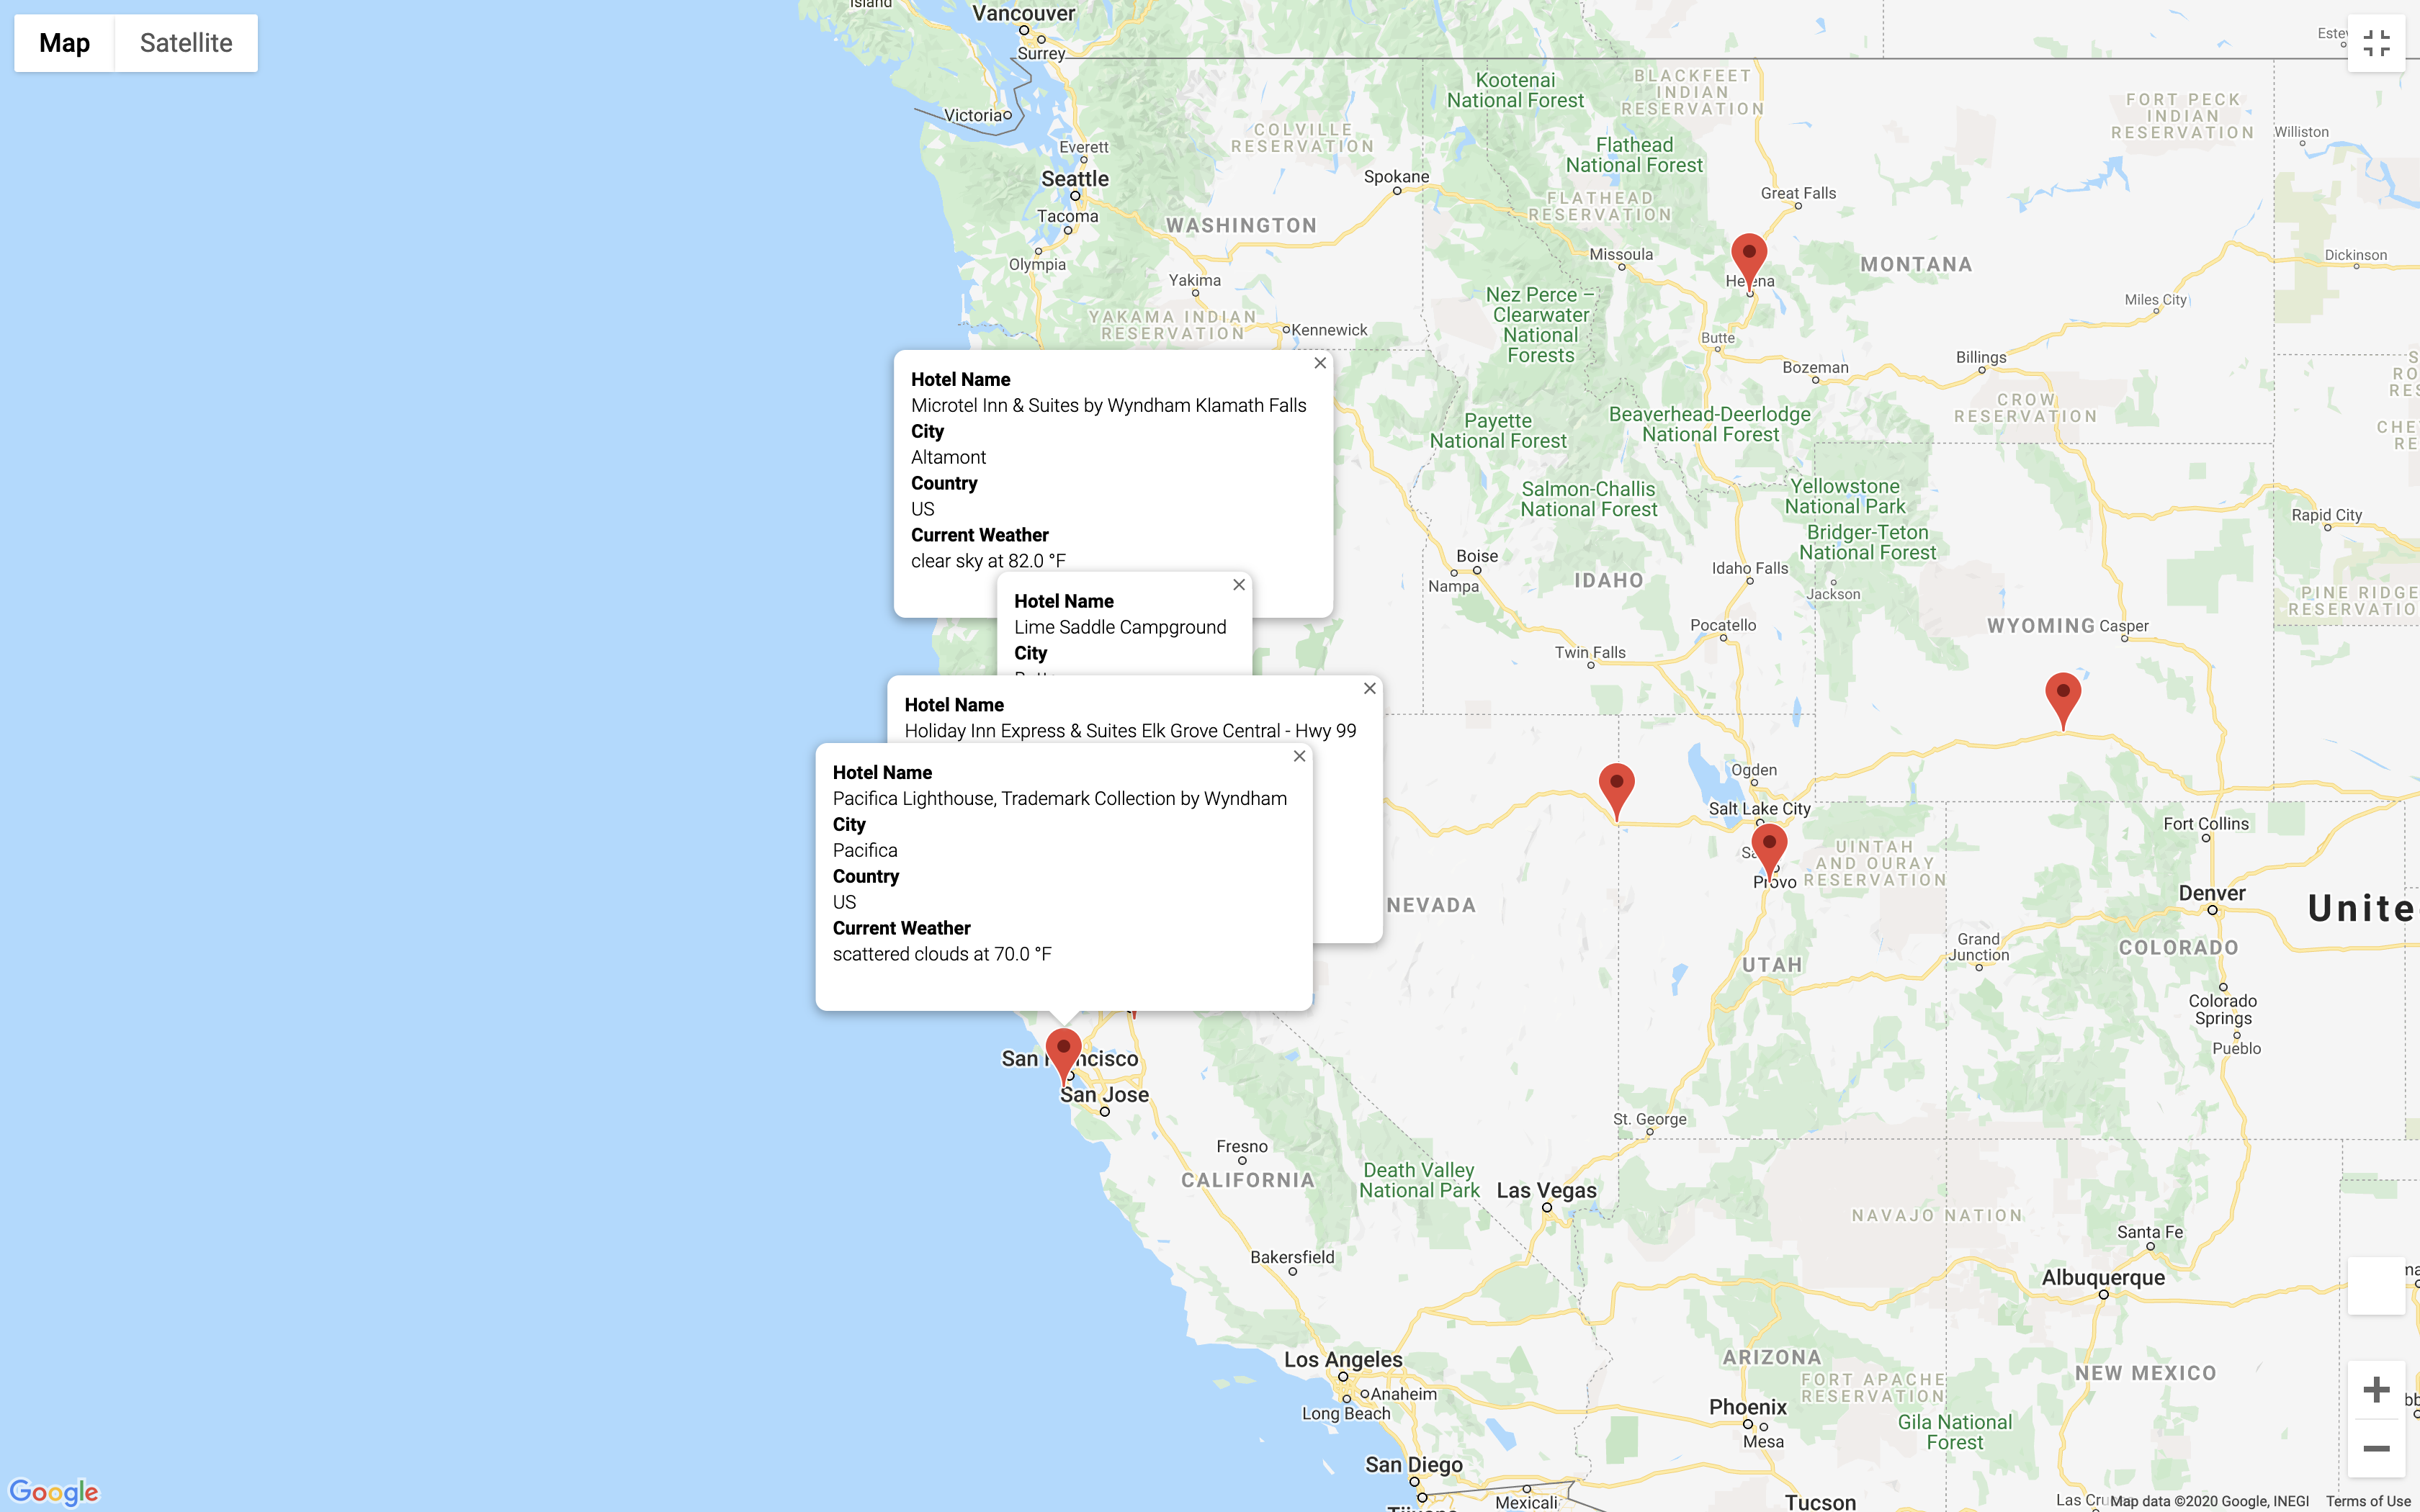 Map
Satellite
Island
Vancouver
Surrey
Victoria
Everett
Seattle
Tacoma
Olympia
WASHINGTON
Yakima
YAKAMA INDIAN
RESERVATION
Kennewick
COLVILLE
RESERVATION
Spokane
Kootenai
National Forest
BLACKFEET
INDIAN
RESERVATION
Flathead
National Forest
FLATHEAD
RESERVATION
Great Falls
Missoula
Helena
MONTANA
FORT PECK
INDIAN
RESERVATION
Williston
Dickinson
Miles City
Nez Perce –
Clearwater
National
Forests
Butte
Bozeman
Billings
CROW
RESERVATION
Payette
National Forest
Beaverhead-Deerlodge
National Forest
Salmon-Challis
National Forest
Yellowstone
National Park
Bridger-Teton
National Forest
Rapid City
Boise
Nampa
IDAHO
Idaho Falls
Jackson
PINE RIDGE
Pocatello
WYOMING
Casper
Twin Falls
Hotel Name
Microtel Inn & Suites by Wyndham Klamath Falls
City
Altamont
Country
US
Current Weather
clear sky at 82.0 °F
Hotel Name
Lime Saddle Campground
City
Hotel Name
Holiday Inn Express & Suites Elk Grove Central - Hwy 99
Hotel Name
Pacifica Lighthouse, Trademark Collection by Wyndham
City
Pacifica
Country
US
Current Weather
scattered clouds at 70.0 °F
Ogden
Salt Lake City
Provo
UINTAH
AND OURAY
RESERVATION
Fort Collins
Denver
Unite
NEVADA
UTAH
Grand
Junction
COLORADO
Colorado
Springs
Pueblo
San Francisco
San Jose
Fresno
CALIFORNIA
Death Valley
National Park
Las Vegas
St. George
NAVAJO NATION
Santa Fe
Albuquerque
Bakersfield
Los Angeles
Anaheim
Long Beach
ARIZONA
FORT APACHE
RESERVATION
NEW MEXICO
Phoenix
Mesa
Gila National
Forest
San Diego
Tijuana
Mexicali
Tucson
Google
Map data ©2020 Google, INEGI
Terms of Use